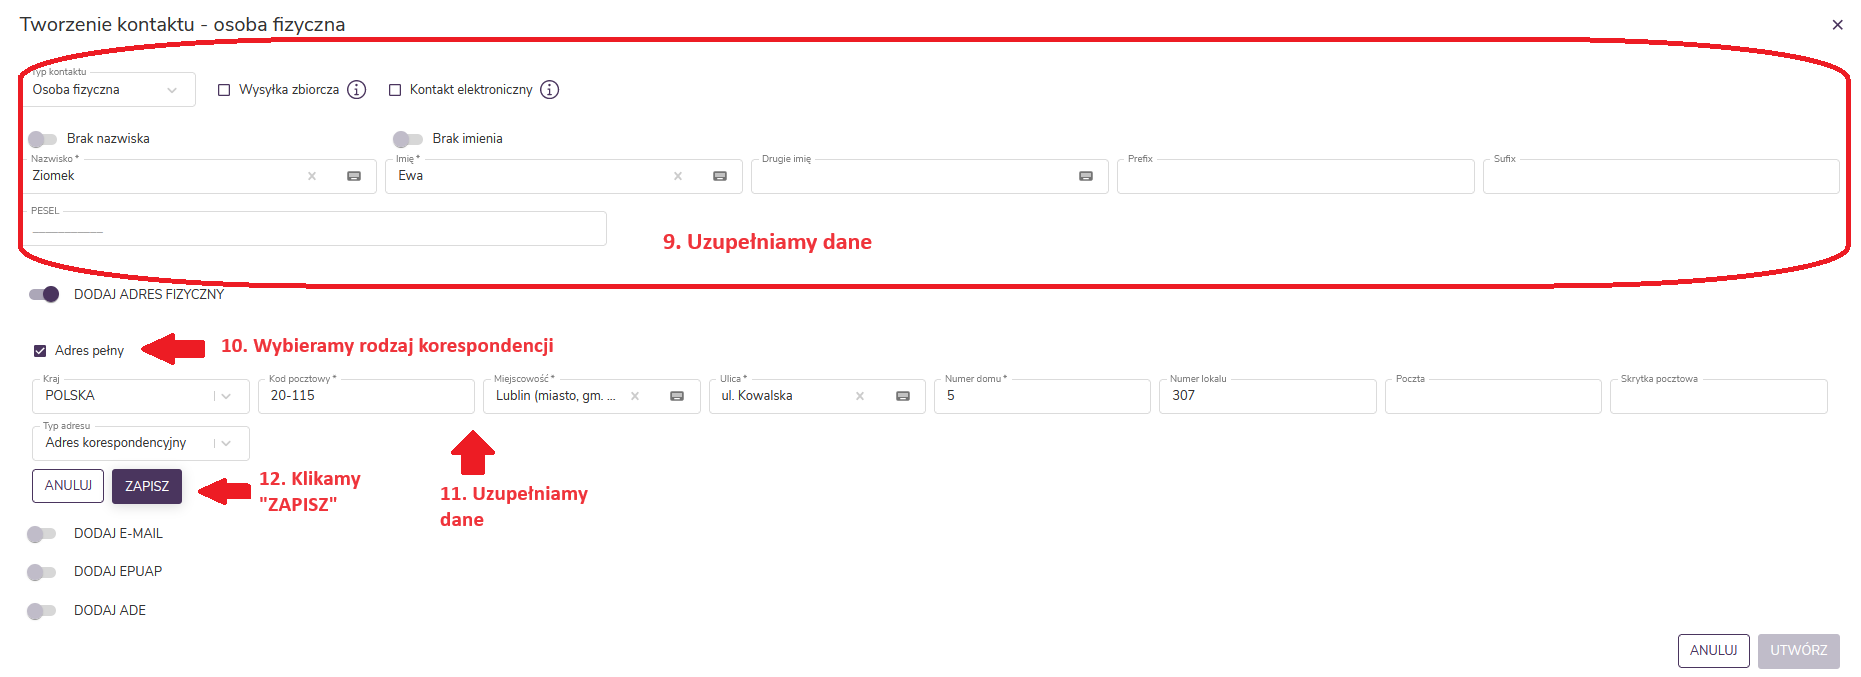 Tworzenie kontaktu - osoba fizyczna
Typ kontaktu
Osoba fizyczna
Wysyłka zbiorcza
Kontakt elektroniczny
Brak nazwiska
Brak imienia
Nazwisko *
Imię *
Drugie imię
Prefix
Sufix
Ziomek
Ewa
PESEL
___________
9. Uzupełniamy dane
DODAJ ADRES FIZYCZNY
Adres pełny
10. Wybieramy rodzaj korespondencji
Kraj
Kod pocztowy *
Miejscowość *
Ulica *
Numer domu *
Numer lokalu
Poczta
Skrytka pocztowa
POLSKA
20-115
Lublin (miasto, gm. ...
ul. Kowalska
5
307
Typ adresu
Adres korespondencyjny
ANULUJ
ZAPISZ
12. Klikamy
"ZAPISZ"
11. Uzupełniamy
dane
DODAJ E-MAIL
DODAJ EPUAP
DODAJ ADE
ANULUJ
UTWÓRZ